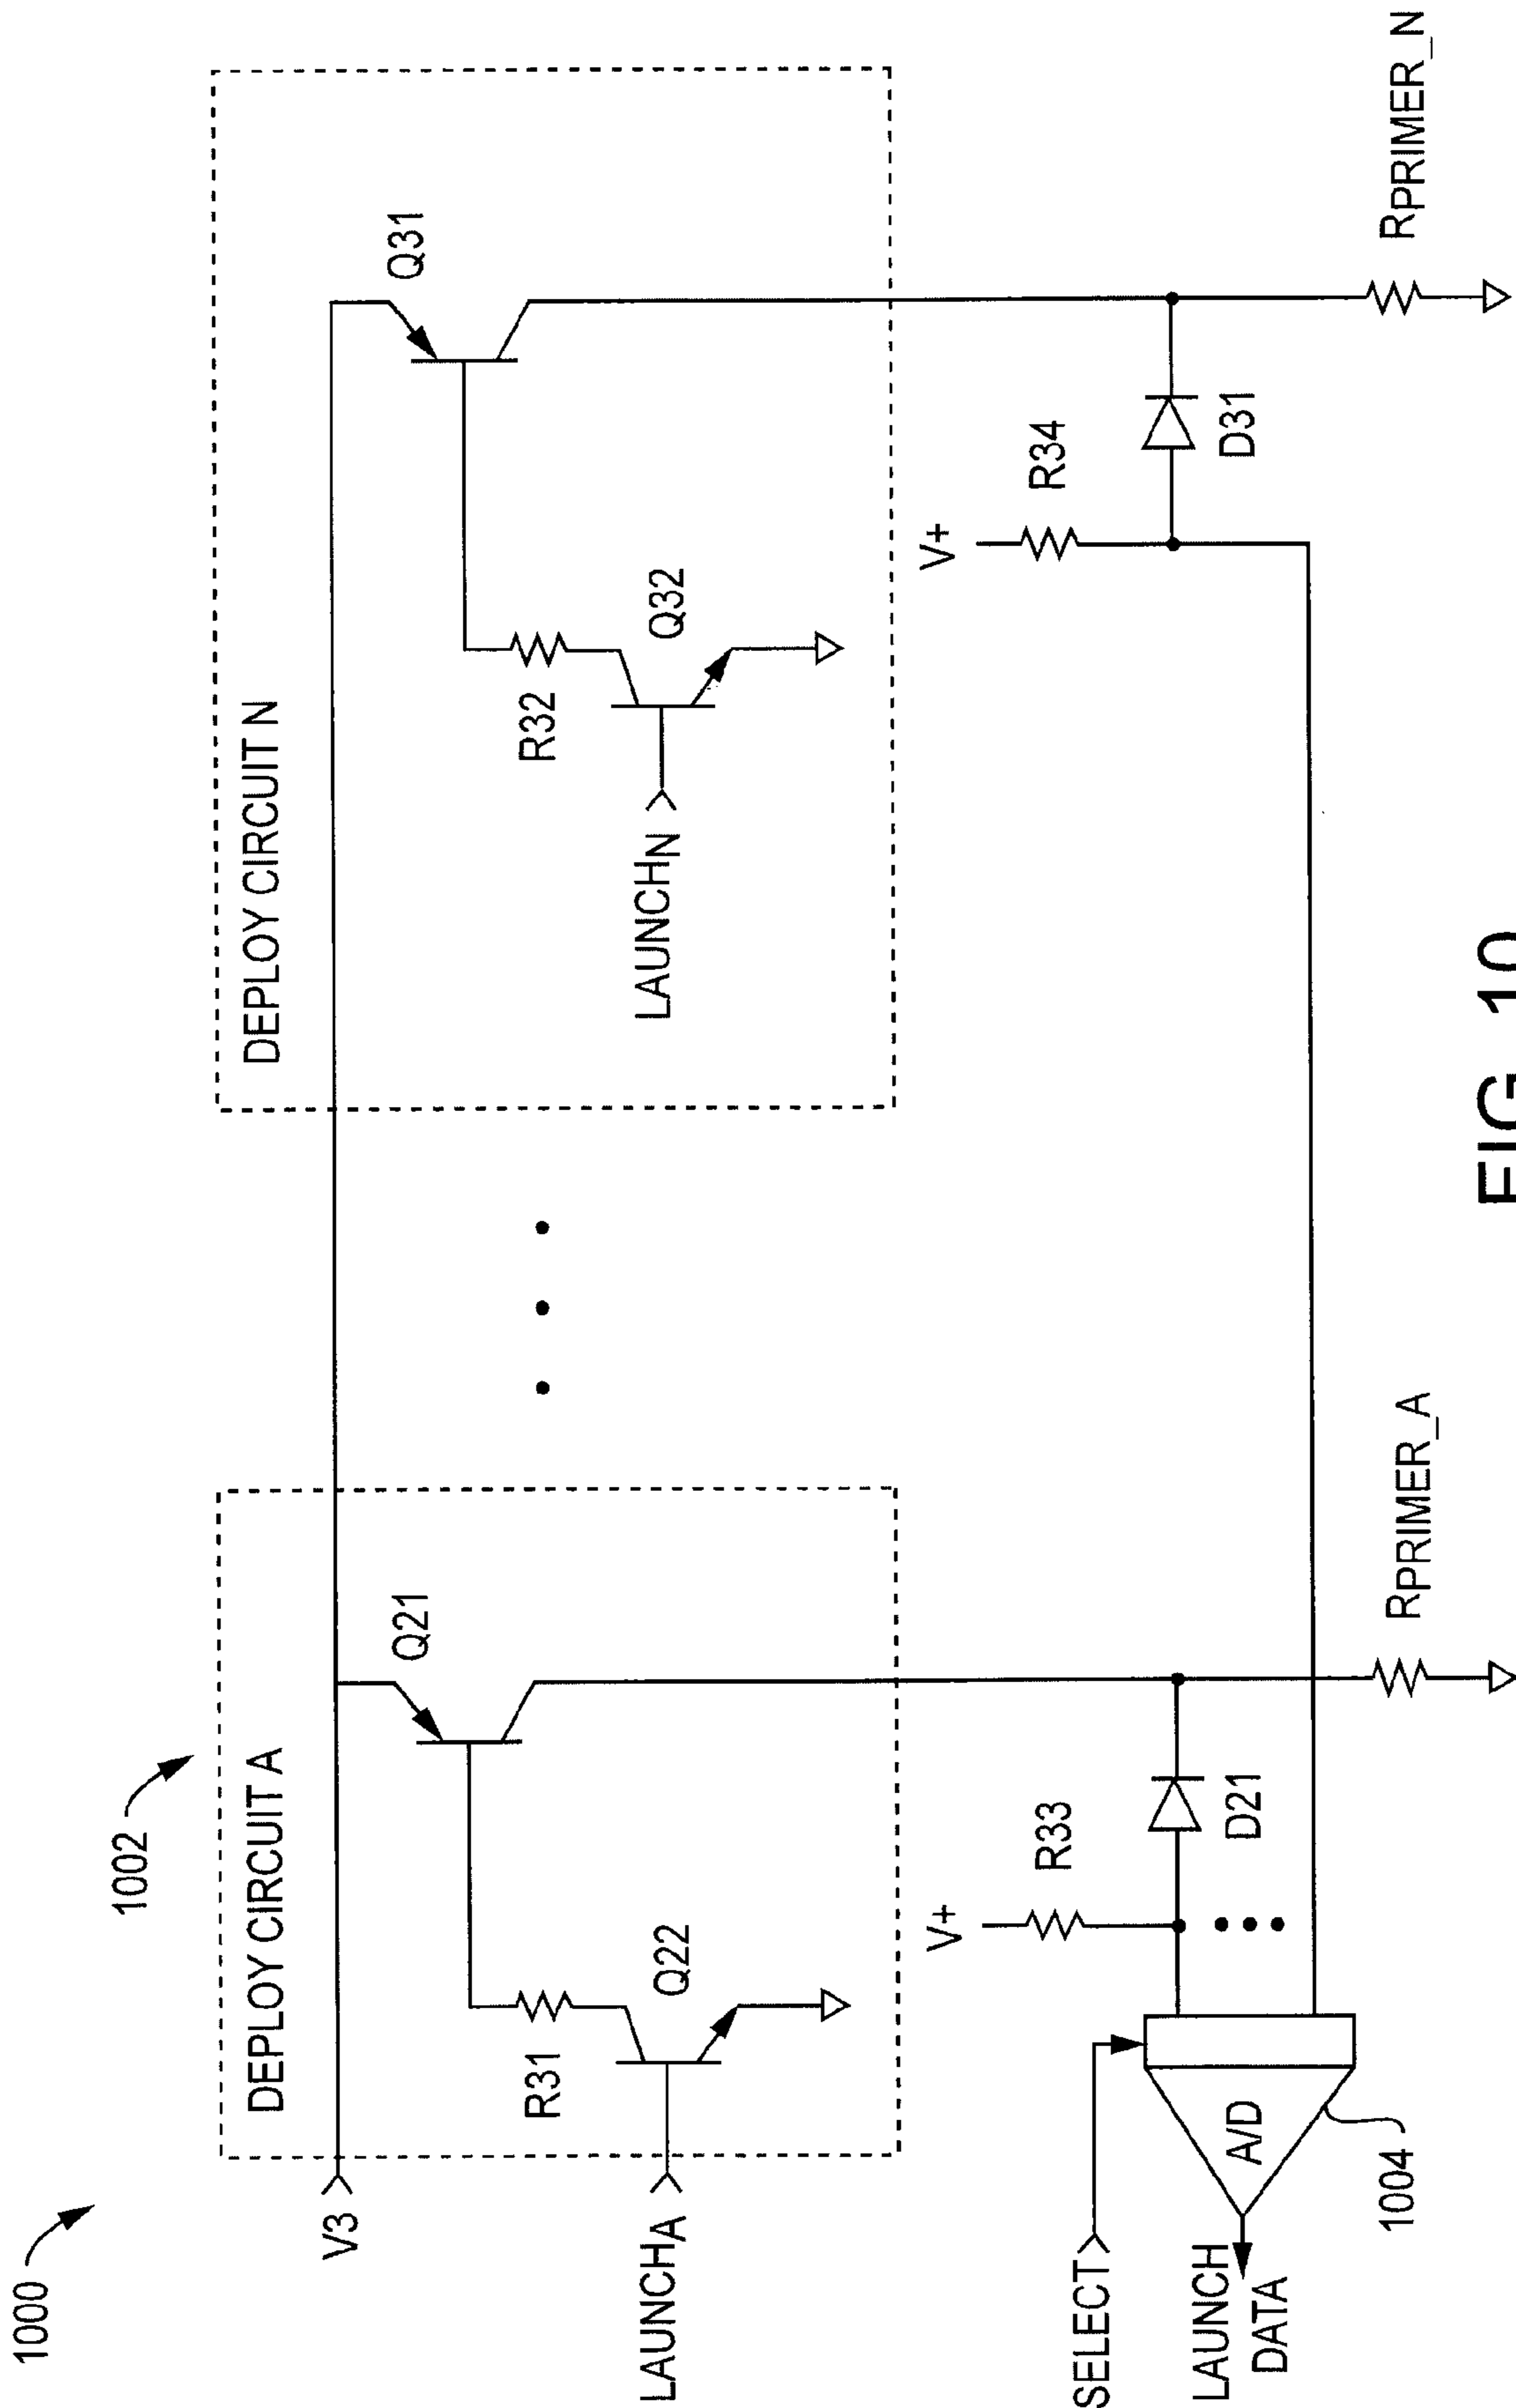 1000
1002
V3
DEPLOY CIRCUIT A
Q21
R31
Q22
LAUNCHA
DEPLOY CIRCUIT N
Q31
R32
Q32
LAUNCHN
V+
R33
D21
V+
R34
D31
SELECT
A/D
LAUNCH
DATA
1004
RPRIMER_A
RPRIMER_N
FIG. 10